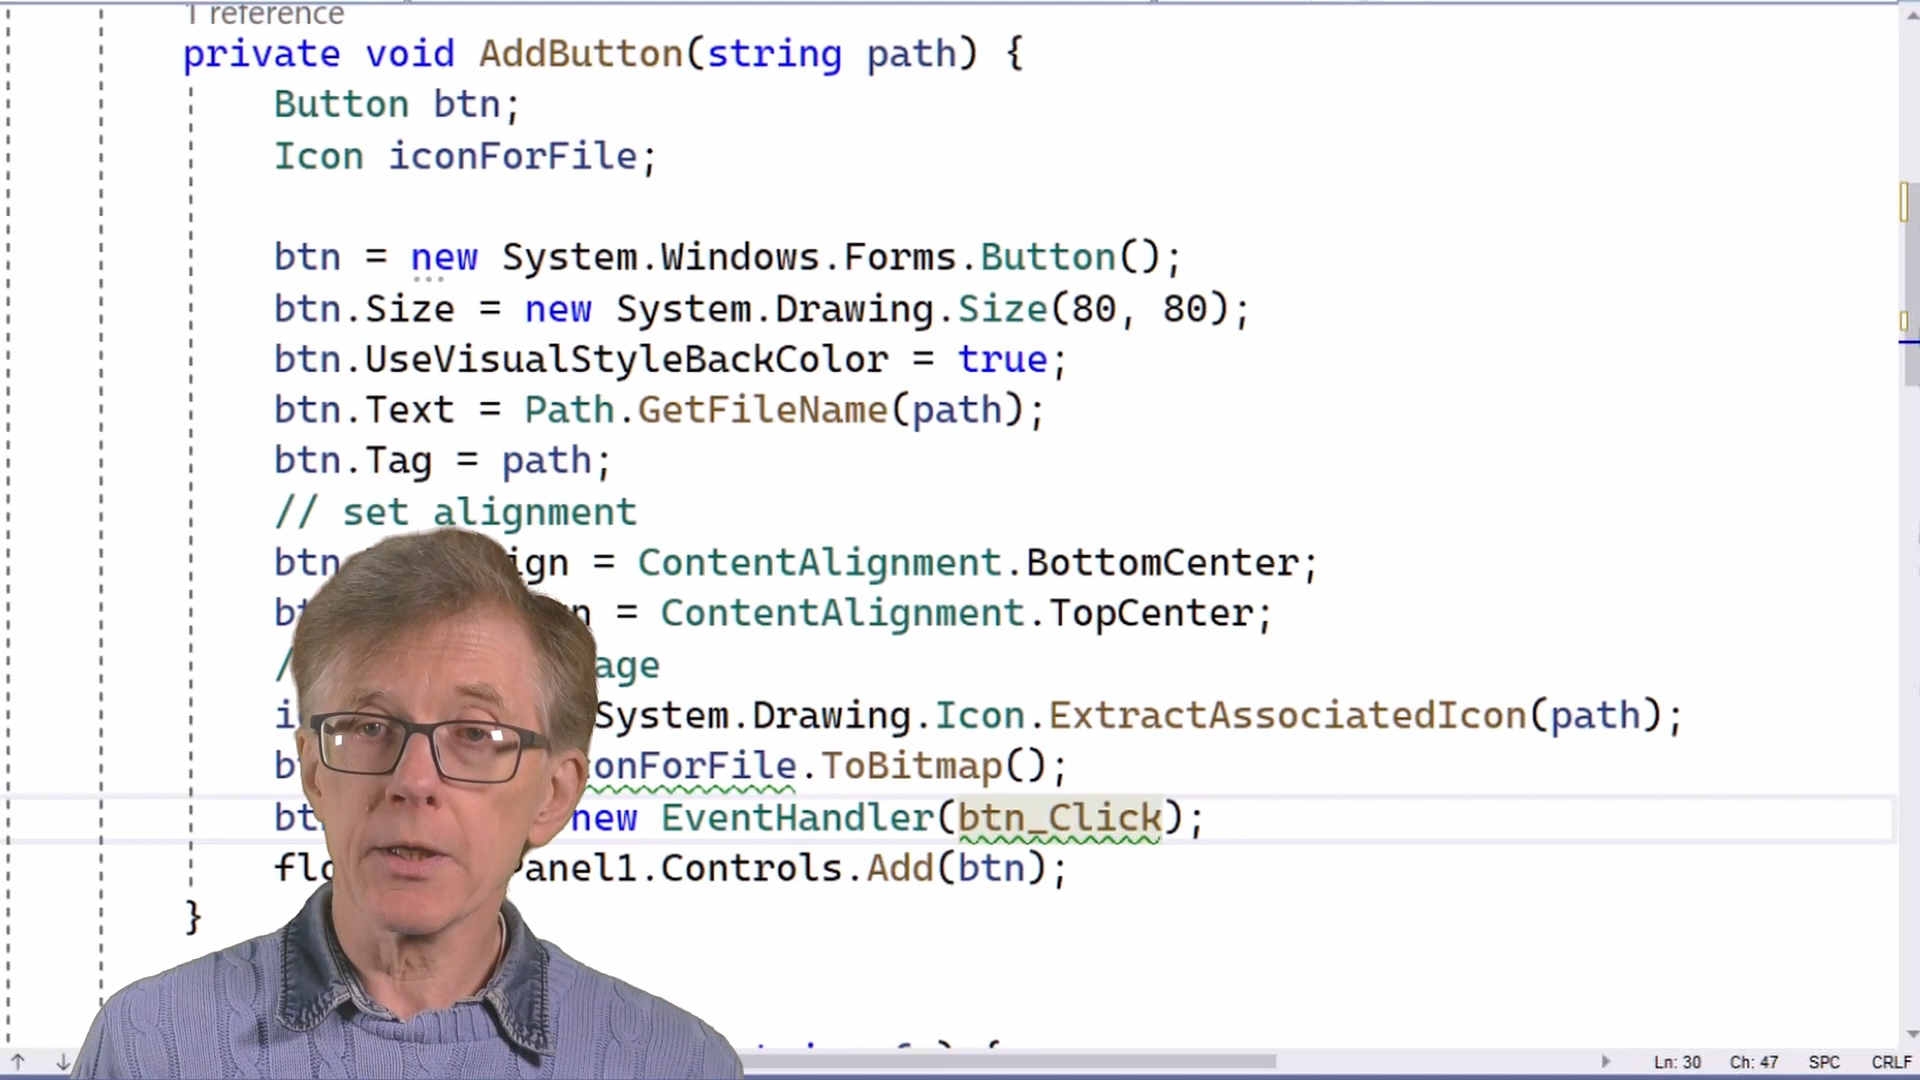 1 reference
private void AddButton(string path) {
Button btn;
Icon iconForFile;
btn = new System.Windows.Forms.Button();
btn.Size = new System.Drawing.Size(80, 80);
btn.UseVisualStyleBackColor = true;
btn.Text = Path.GetFileName(path);
btn.Tag = path;
// set alignment
btn ign = ContentAlignment.BottomCenter;
= ContentAlignment.TopCenter;
age
System.Drawing.Icon.ExtractAssociatedIcon(path);
onForFile.ToBitmap();
new EventHandler(btn_Click);
flo Panel1.Controls.Add(btn);
}
Ln: 30 Ch: 47 SPC CRLF